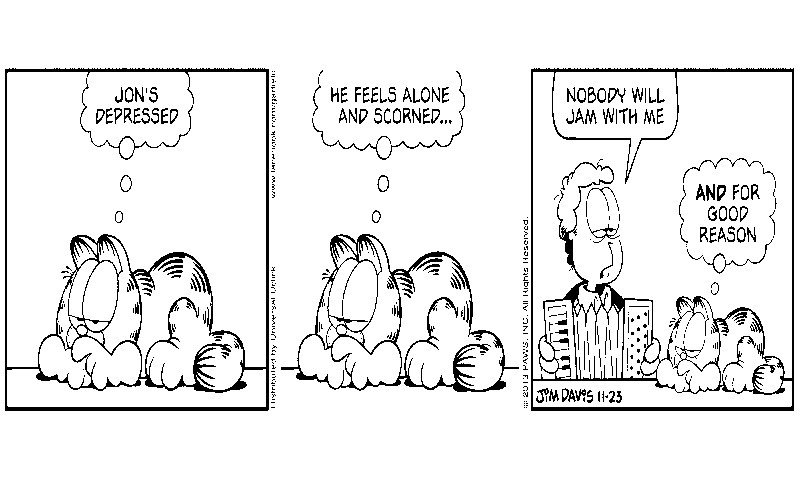 JON'S
DEPRESSED
HE FEELS ALONE
AND SCORNED...
NOBODY WILL
JAM WITH ME
AND FOR
GOOD
REASON
Distributed by Universal Uclick
© 2013 PAWS, INC. All Rights Reserved.
JIM DAVIS 11-23